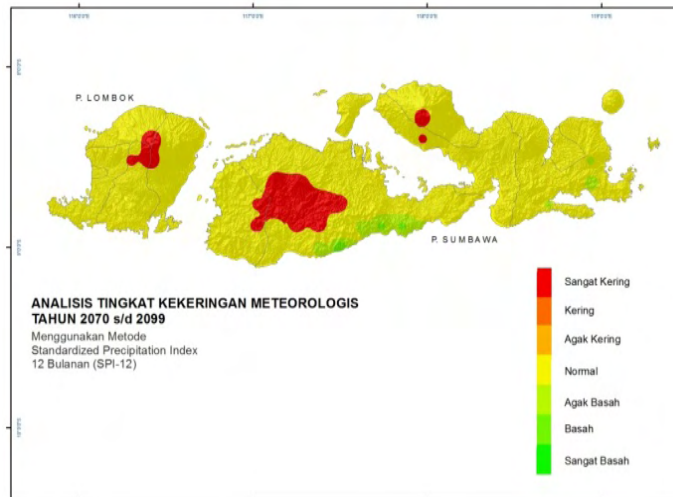 P. LOMBOK
P. SUMBAWA
ANALISIS TINGKAT KEKERINGAN METEOROLOGIS
TAHUN 2070 s/d 2099
Menggunakan Metode
Standardized Precipitation Index
12 Bulanan (SPI-12)
Sangat Kering
Kering
Agak Kering
Normal
Agak Basah
Basah
Sangat Basah